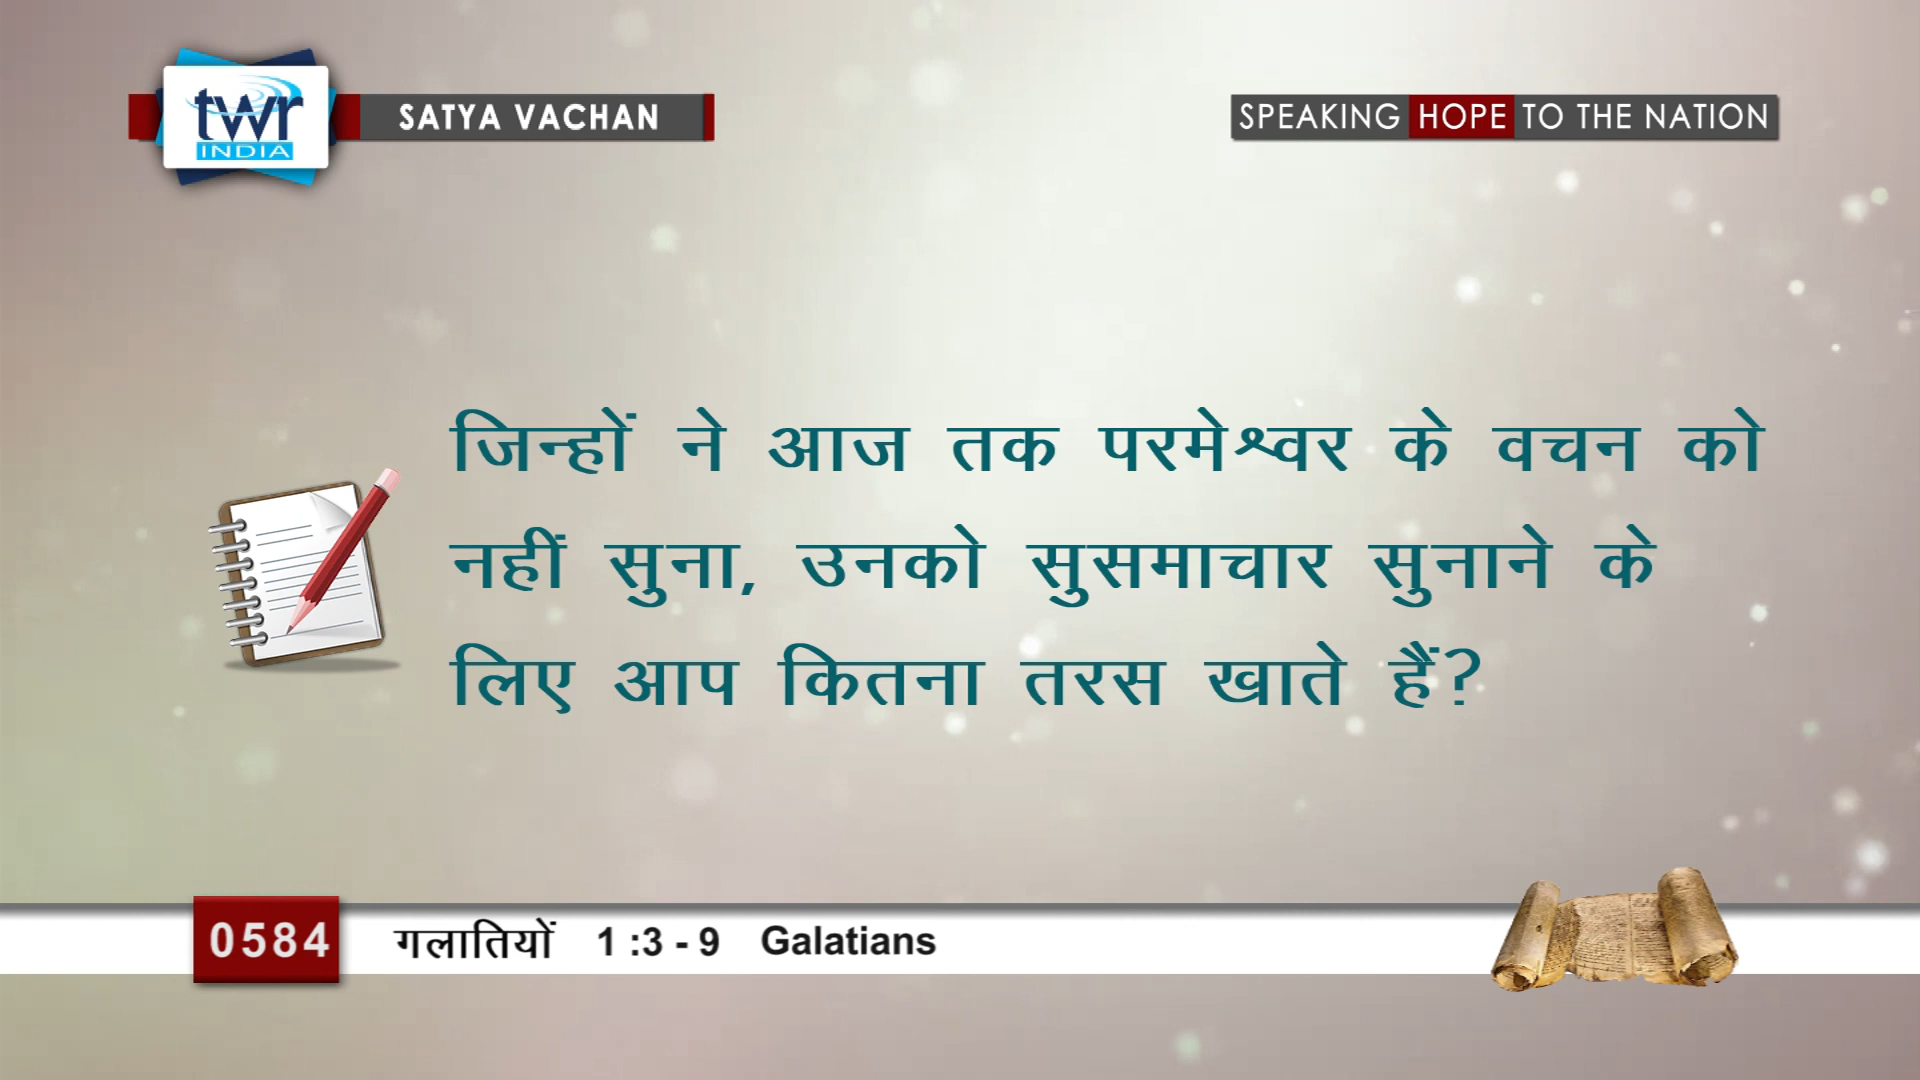 twr
INDIA
SATYA VACHAN
SPEAKING HOPE TO THE NATION
जिन्हों ने आज तक परमेश्वर के वचन को
नहीं सुना, उनको सुसमाचार सुनाने के
लिए आप कितना तरस खाते हैं?
0584 गलातियों 1 :3 - 9 Galatians